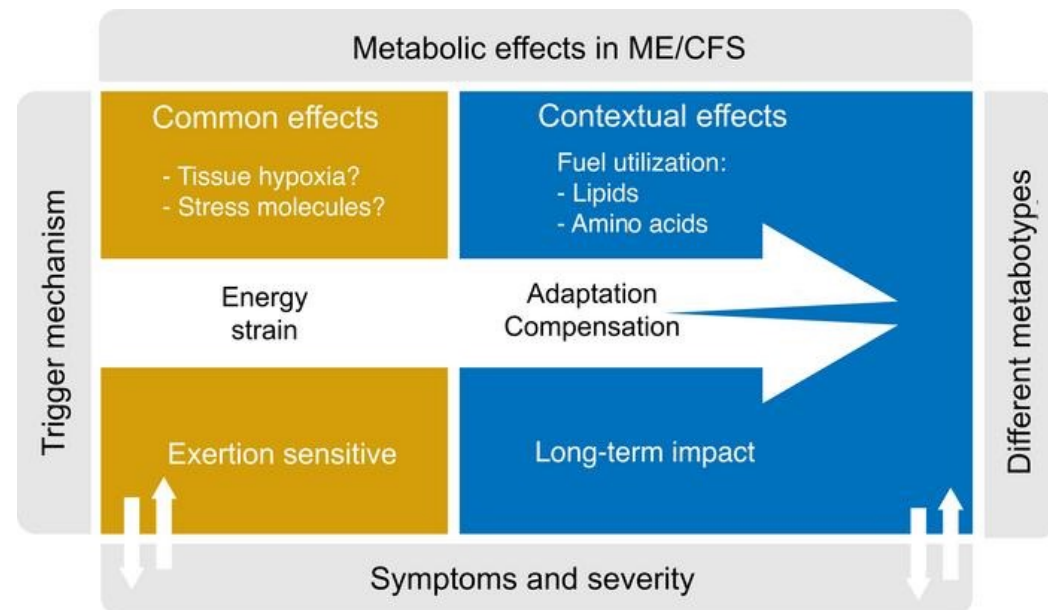 Metabolic effects in ME/CFS
Trigger mechanism
Common effects
- Tissue hypoxia?
- Stress molecules?
Energy
strain
Exertion sensitive
Contextual effects
Fuel utilization:
- Lipids
- Amino acids
Adaptation
Compensation
Long-term impact
Different metabotypes
Symptoms and severity